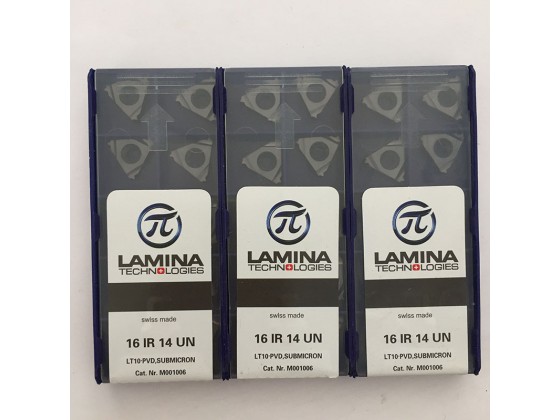 π
LAMINA
TECHNOLOGIES
swiss made
16 IR 14 UN
LT10-PVD,SUBMICRON
Cat. Nr. M001006
π
LAMINA
TECHNOLOGIES
swiss made
16 IR 14 UN
LT10-PVD,SUBMICRON
Cat. Nr. M001006
π
LAMINA
TECHNOLOGIES
swiss made
16 IR 14 UN
LT10-PVD,SUBMICRON
Cat. Nr. M001006